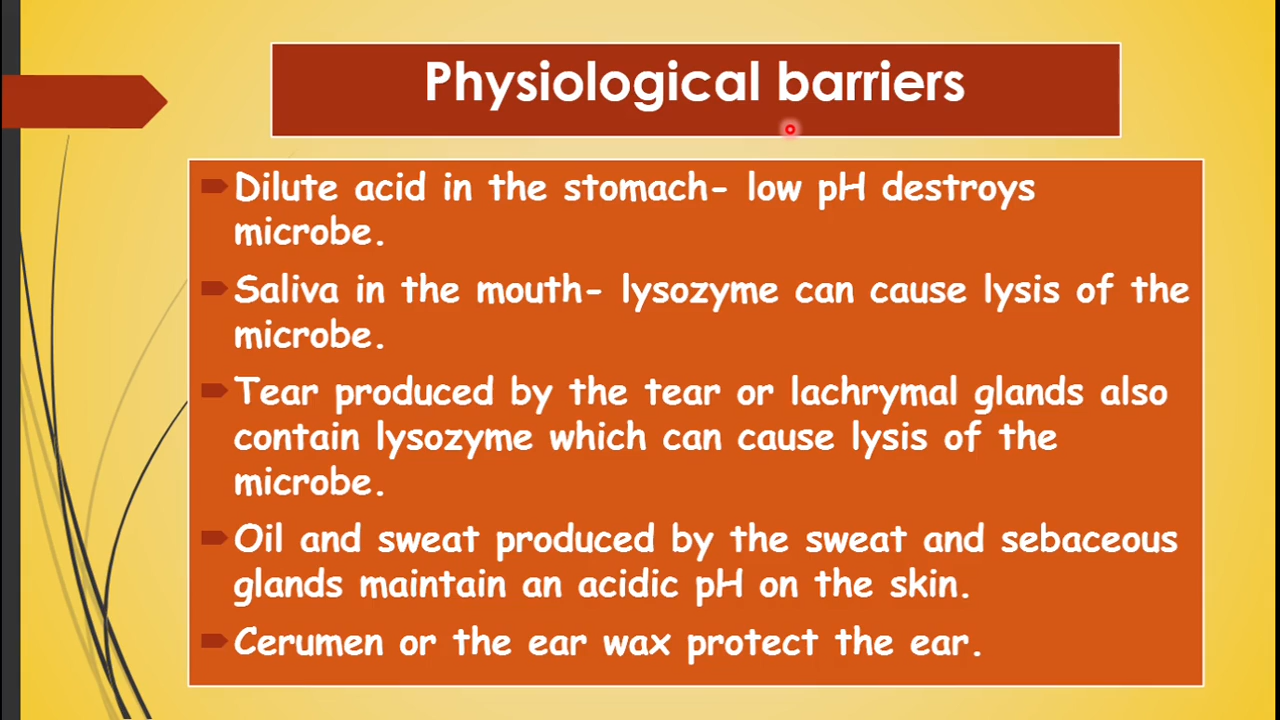 Physiological barriers
Dilute acid in the stomach- low pH destroys
microbe.
Saliva in the mouth- lysozyme can cause lysis of the
microbe.
Tear produced by the tear or lachrymal glands also
contain lysozyme which can cause lysis of the
microbe.
Oil and sweat produced by the sweat and sebaceous
glands maintain an acidic pH on the skin.
Cerumen or the ear wax protect the ear.